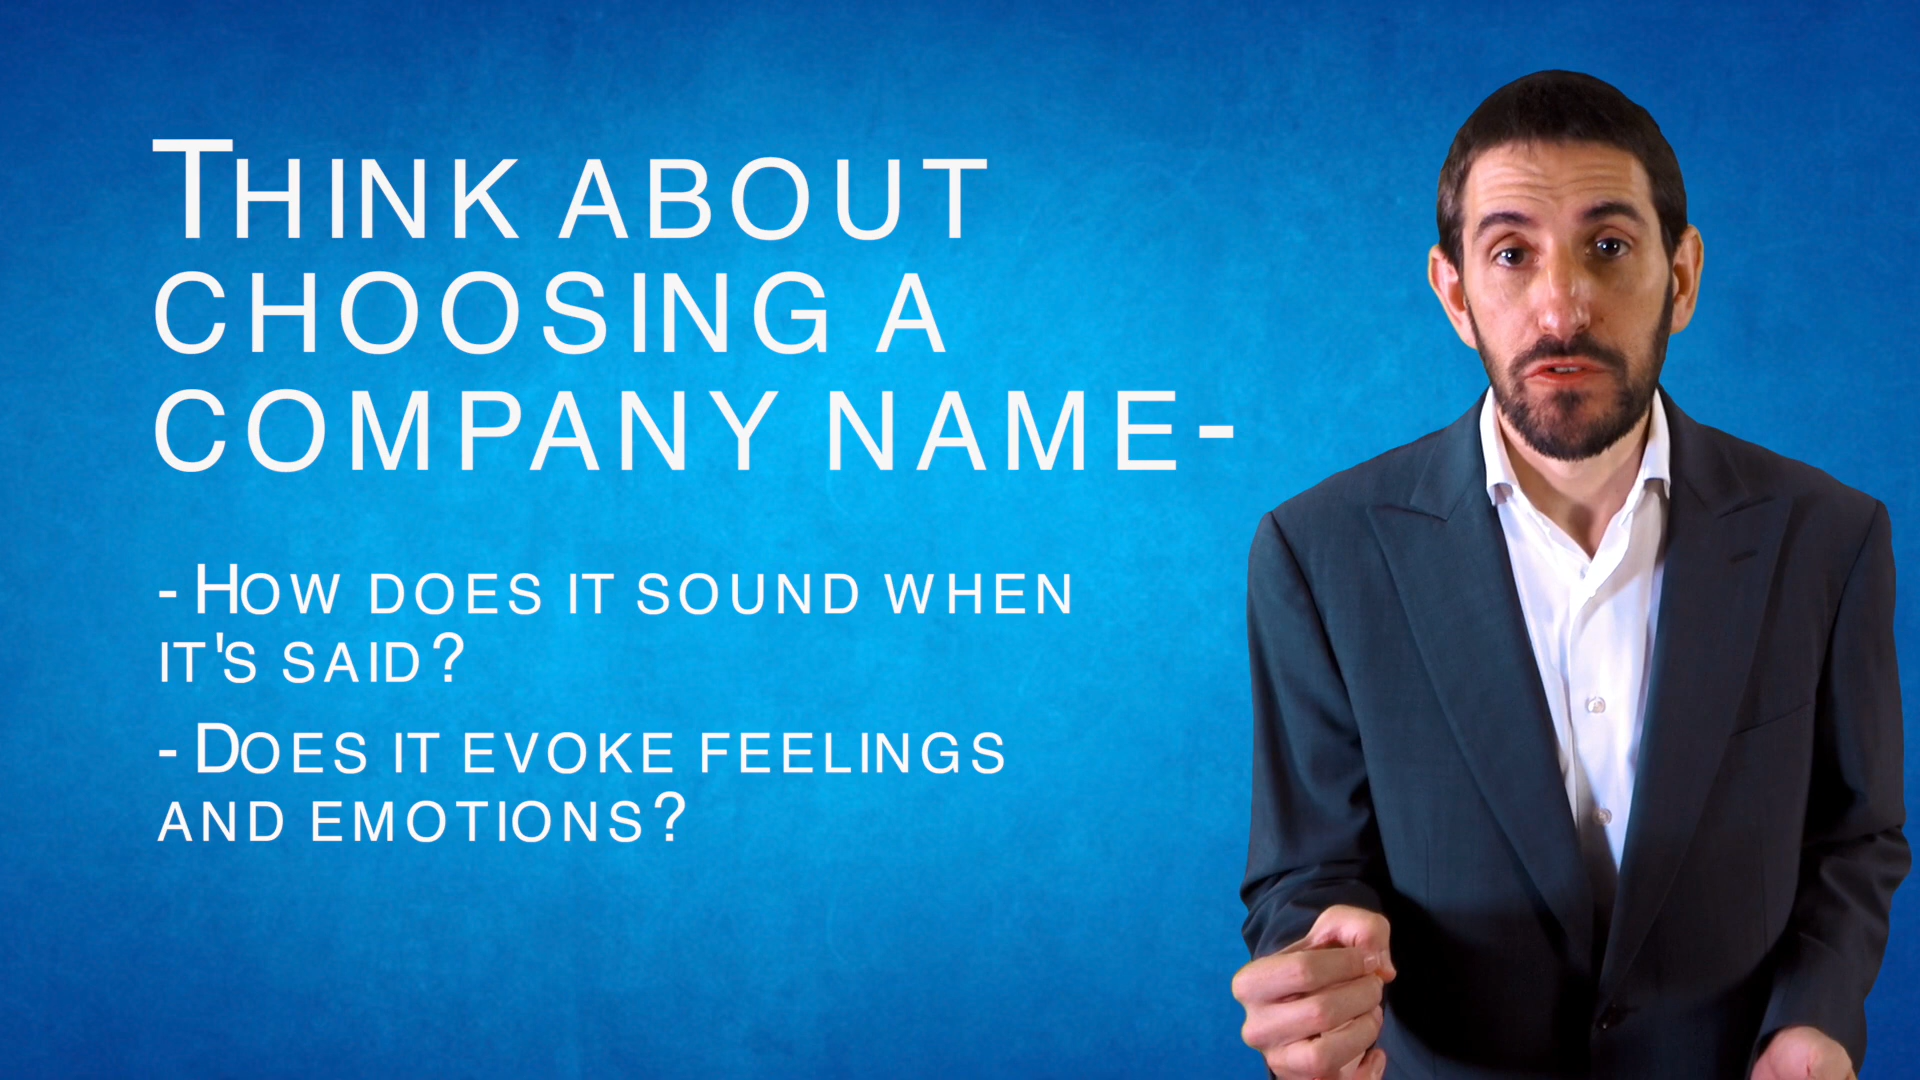 Think about
choosing a
company name-
- How does it sound when
it's said?
- Does it evoke feelings
and emotions?